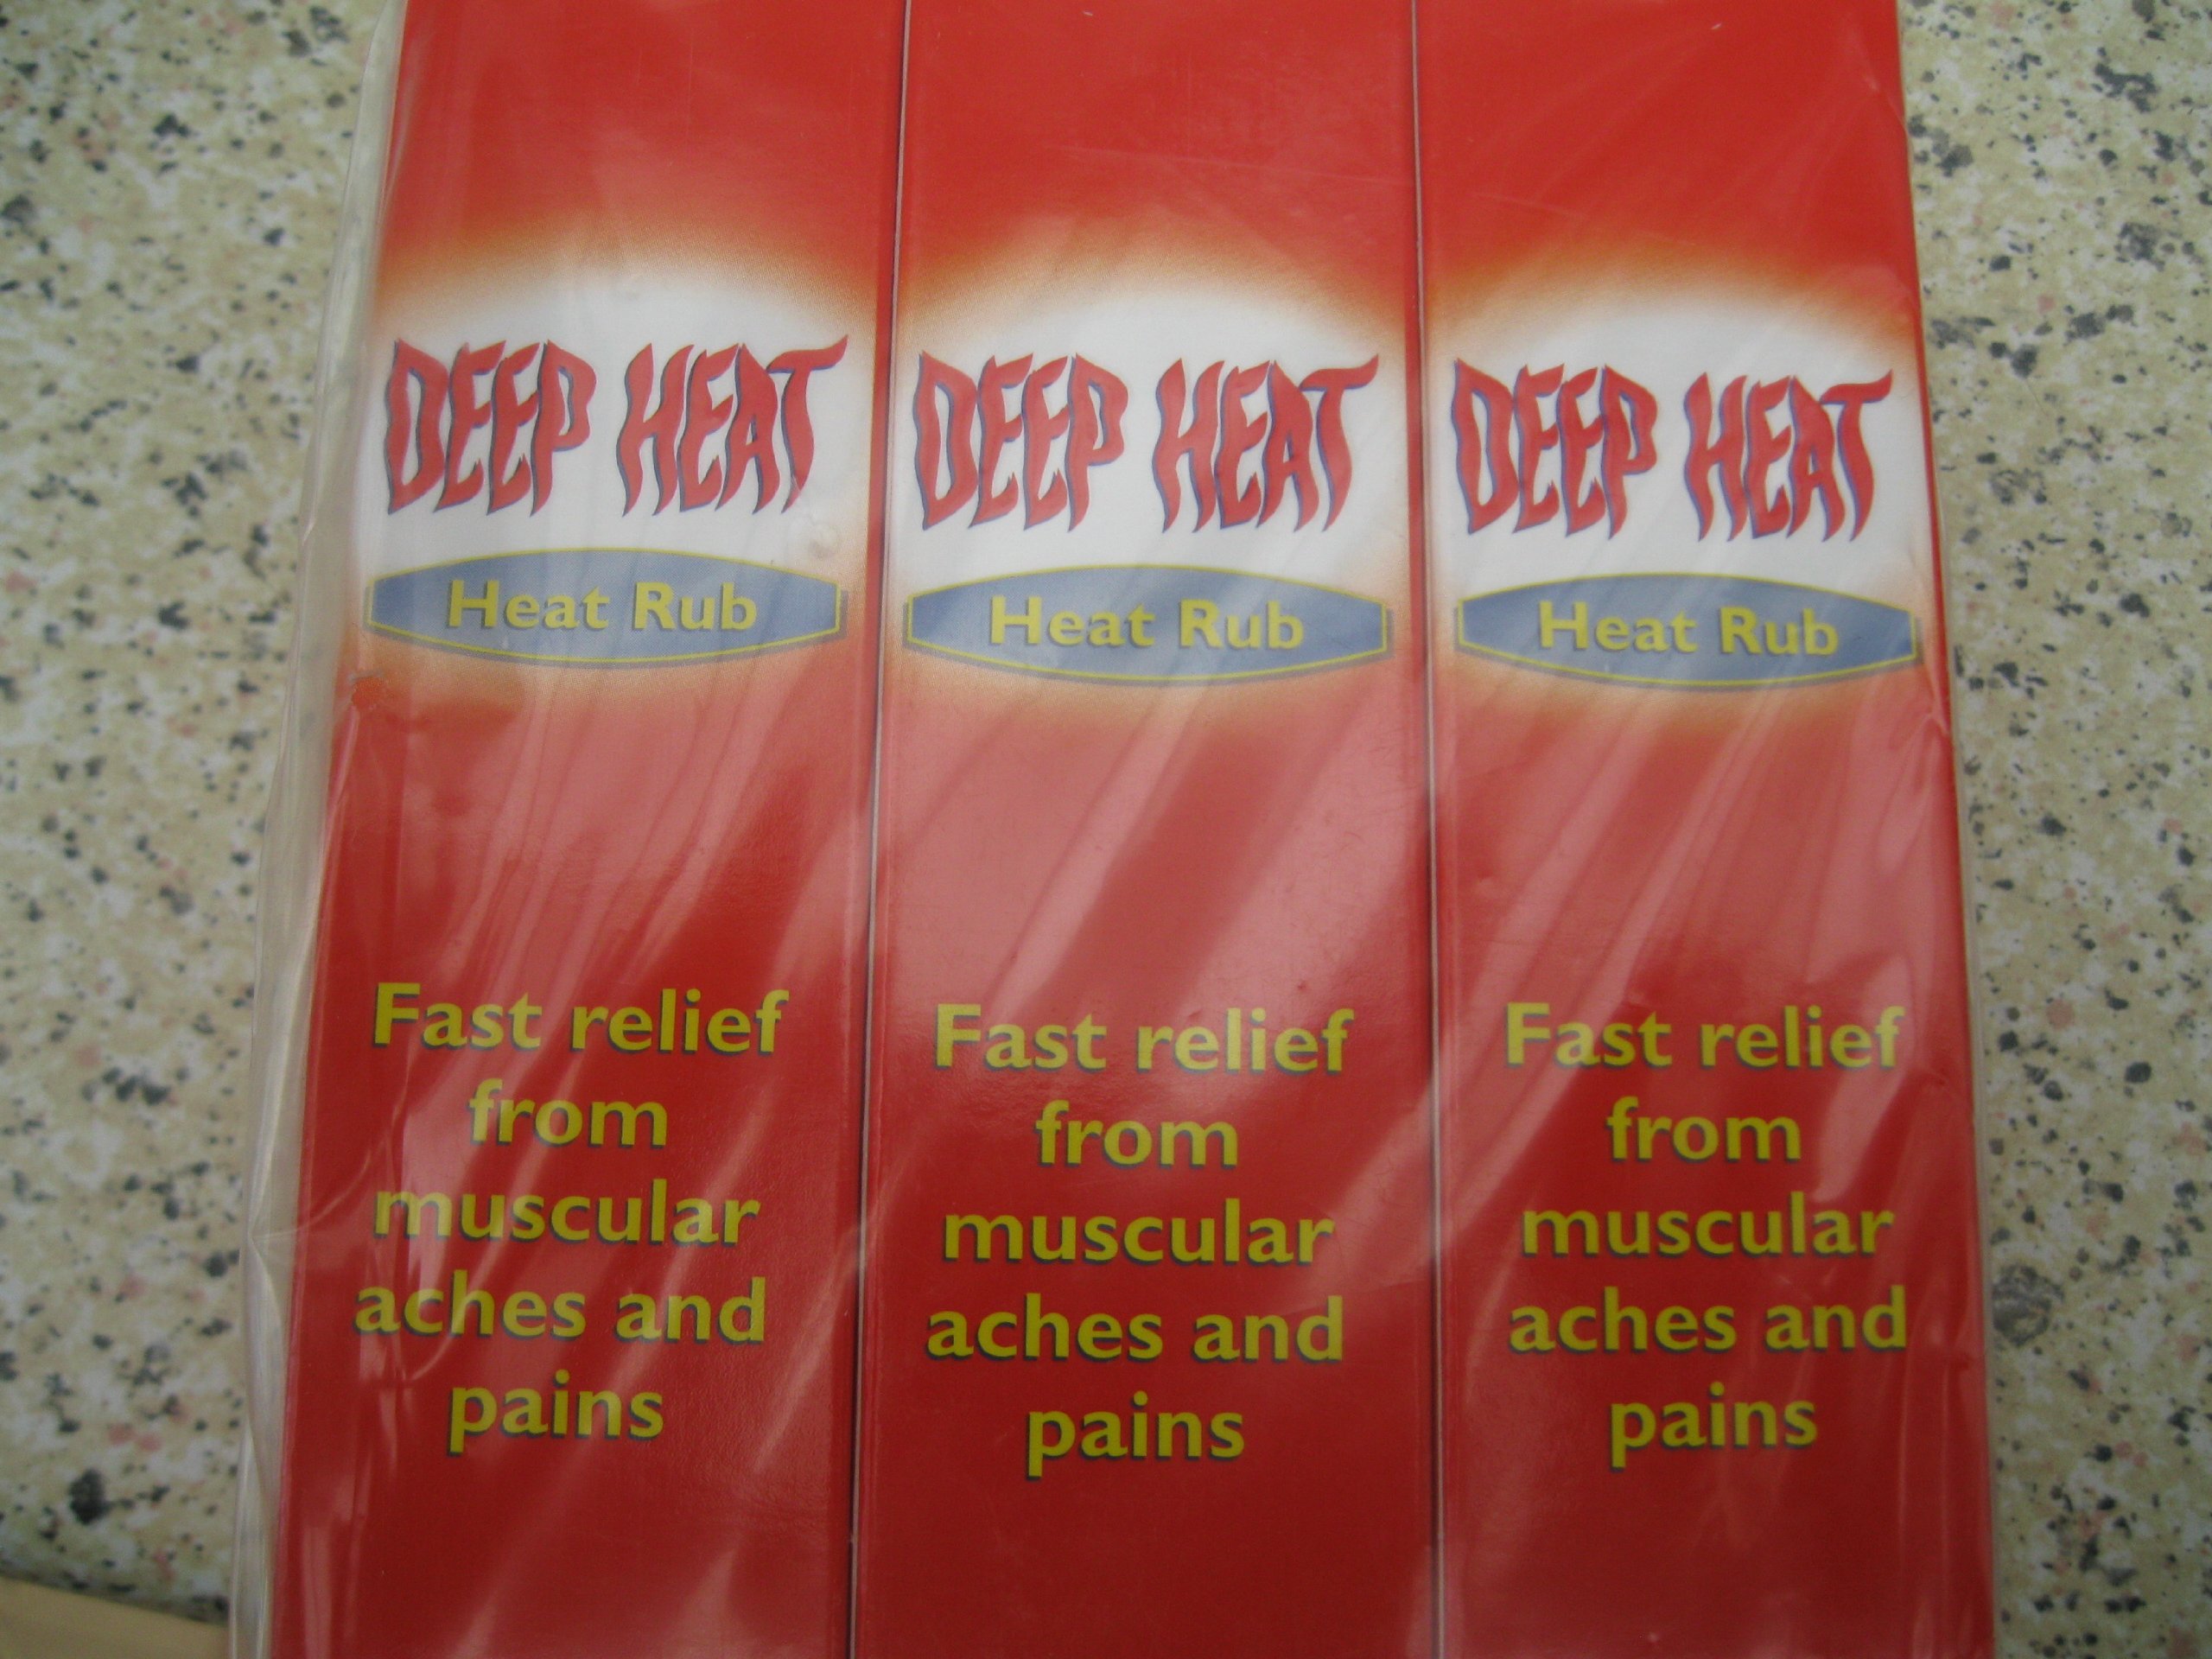 DEEP HEAT
Heat Rub
Fast relief
from
muscular
aches and
pains
DEEP HEAT
Heat Rub
Fast relief
from
muscular
aches and
pains
DEEP HEAT
Heat Rub
Fast relief
from
muscular
aches and
pains